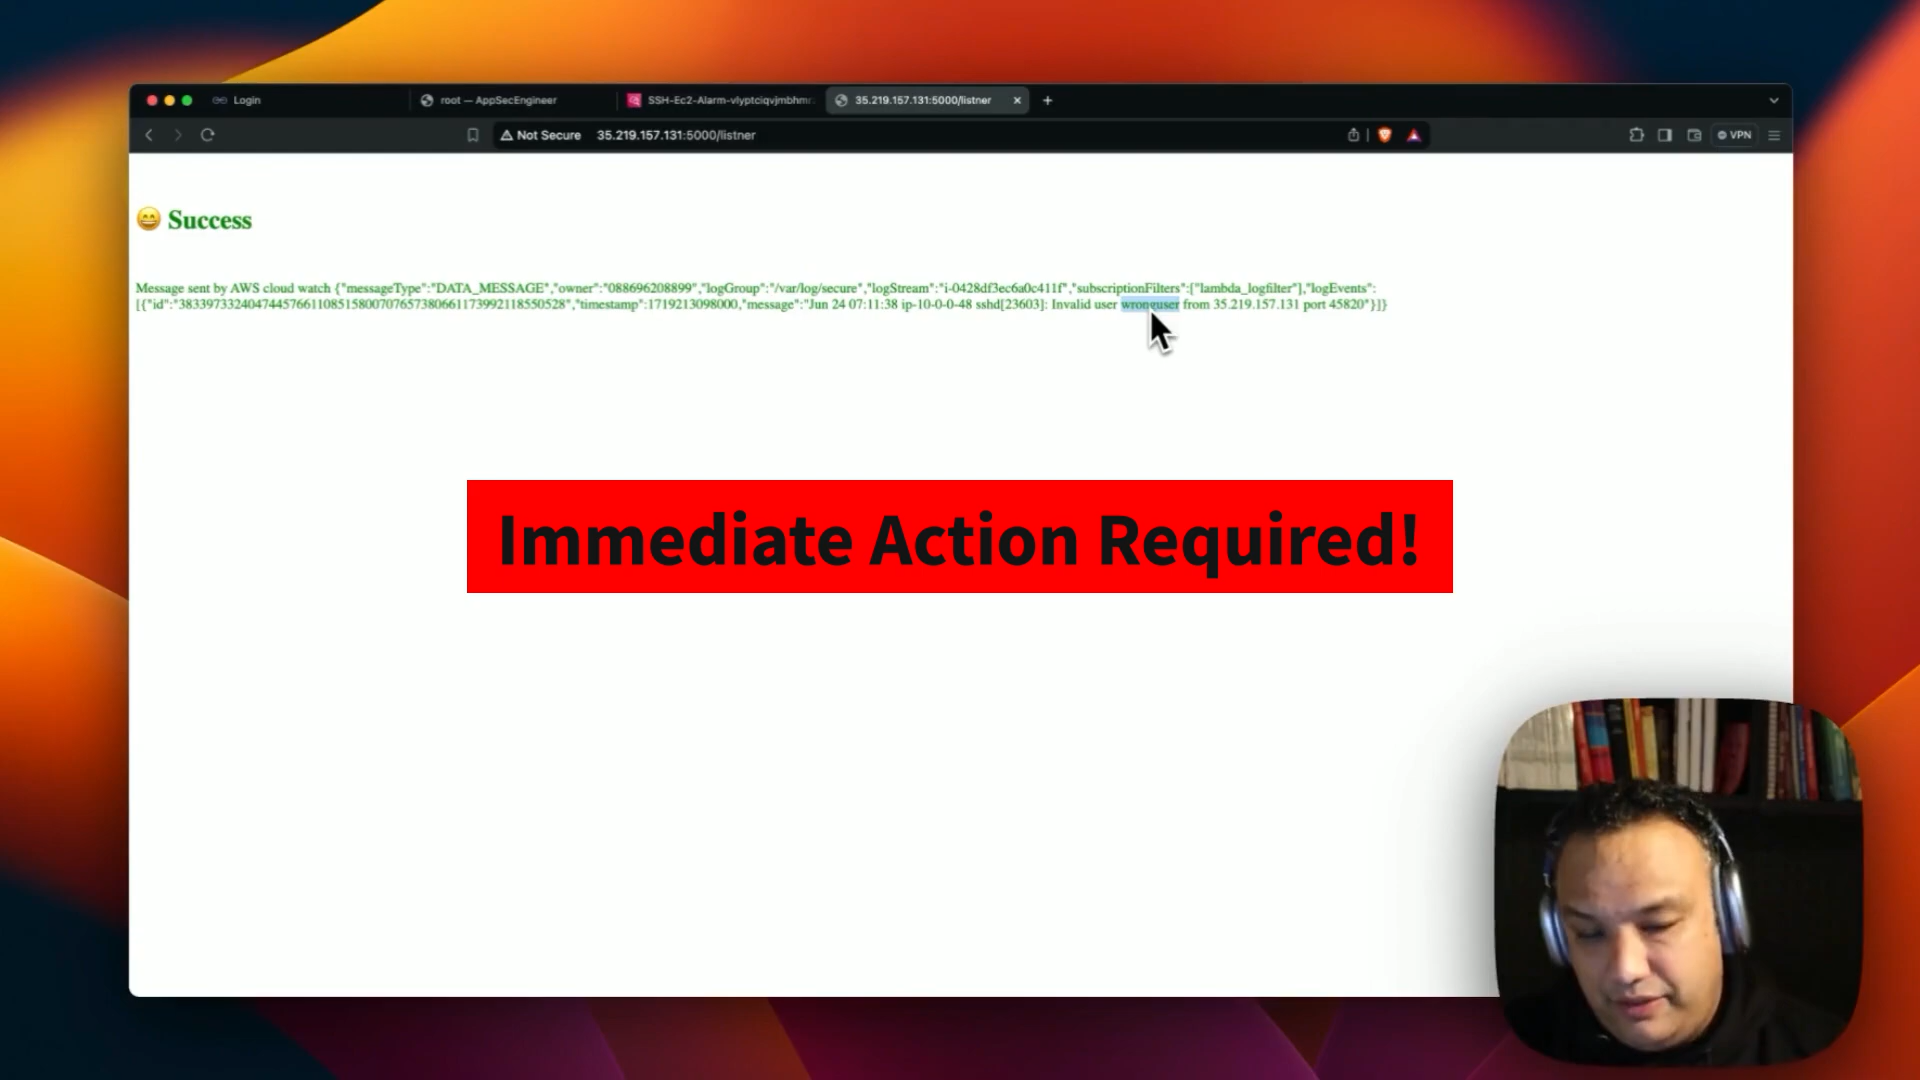 Login
root — AppSecEngineer
SSH-Ec2-Alarm-vlyptciqvjmbhmr
35.219.157.131:5000/listner
Not Secure
35.219.157.131:5000/listner
VPN
😄 Success
Message sent by AWS cloud watch {"messageType":"DATA_MESSAGE","owner":"088696208899","logGroup":"/var/log/secure","logStream":"i-0428df3ec6a0c411f","subscriptionFilters":["lambda_logfilter"],"logEvents":
[{"id":"38339733240474457661108515800707657380661173992118550528","timestamp":1719213098000,"message":"Jun 24 07:11:38 ip-10-0-0-48 sshd[23603]: Invalid user wronguser from 35.219.157.131 port 45820"}]}
Immediate Action Required!